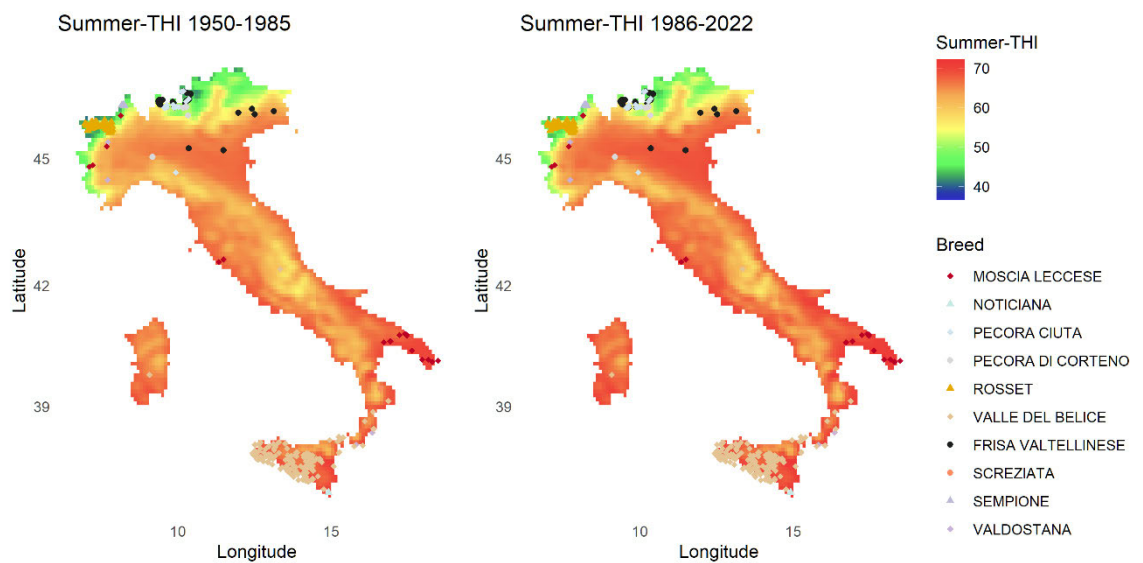 Summer-THI 1950-1985
Summer-THI 1986-2022
Summer-THI
70
60
50
40
45
42
39
Latitude
10
15
Longitude
45
42
39
Latitude
10
15
Longitude
Breed
MOSCIA LECCESE
NOTICIANA
PECORA CIUTA
PECORA DI CORTENO
ROSSET
VALLE DEL BELICE
FRISA VALTELLINESE
SCREZIATA
SEMPIONE
VALDOSTANA